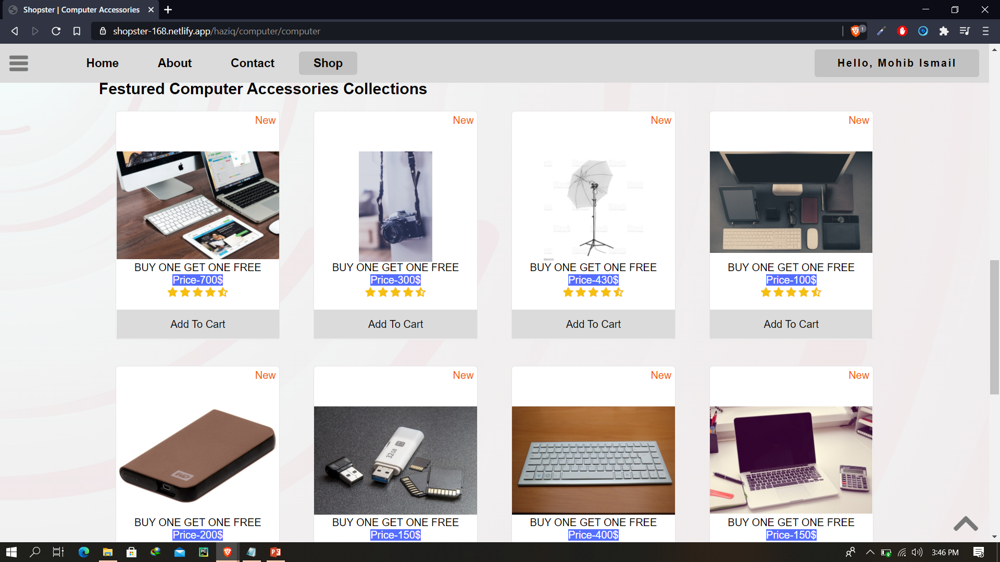 Shopster | Computer Accessories
shopster-168.netlify.app/haziq/computer/computer
1
Home About Contact Shop Hello, Mohib Ismail
Festured Computer Accessories Collections
New New New New
BUY ONE GET ONE FREE BUY ONE GET ONE FREE BUY ONE GET ONE FREE BUY ONE GET ONE FREE
Price-700$ Price-300$ Price-430$ Price-100$
Add To Cart Add To Cart Add To Cart Add To Cart
New New New New
WD
32GB
BUY ONE GET ONE FREE BUY ONE GET ONE FREE BUY ONE GET ONE FREE BUY ONE GET ONE FREE
Price-200$ Price-150$ Price-400$ Price-150$
PC
3:46 PM